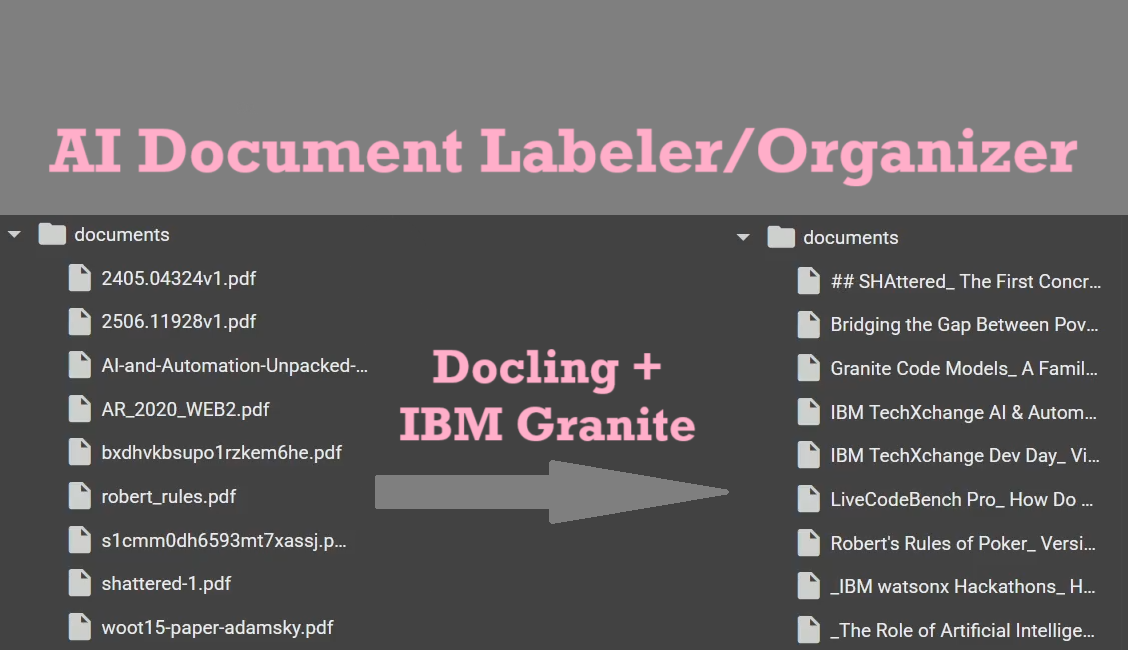 AI Document Labeler/Organizer
documents
2405.04324v1.pdf
2506.11928v1.pdf
AI-and-Automation-Unpacked-...
AR_2020_WEB2.pdf
bxdhvkbsupo1rzkem6he.pdf
robert_rules.pdf
s1cmm0dh6593mt7xassj.p...
shattered-1.pdf
woot15-paper-adamsky.pdf
Docling +
IBM Granite
documents
## SHAttered_ The First Concr...
Bridging the Gap Between Pov...
Granite Code Models_ A Famil...
IBM TechXchange AI & Autom...
IBM TechXchange Dev Day_ Vi...
LiveCodeBench Pro_ How Do ...
Robert's Rules of Poker_ Versi...
_IBM watsonx Hackathons_ H...
_The Role of Artificial Intellige...